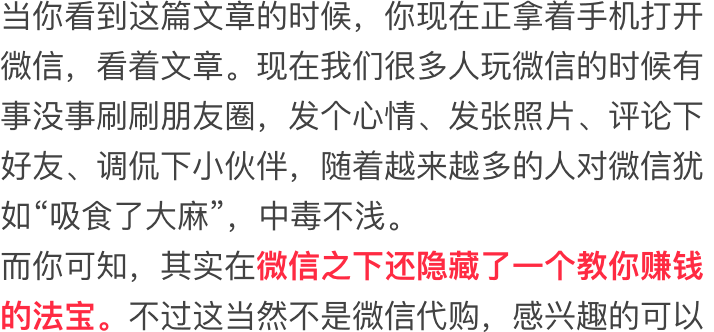 当你看到这篇文章的时候，你现在正拿着手机打开
微信，看着文章。现在我们很多人玩微信的时候有
事没事刷刷朋友圈，发个心情、发张照片、评论下
好友、调侃下小伙伴，随着越来越多的人对微信犹
如“吸食了大麻”，中毒不浅。
而你可知，其实在微信之下还隐藏了一个教你赚钱
的法宝。不过这当然不是微信代购，感兴趣的可以